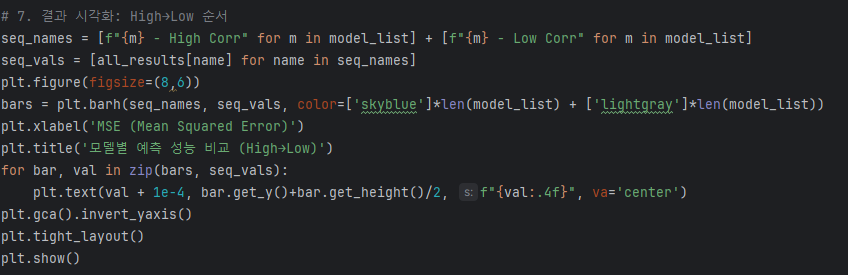 # 7. 결과 시각화: High→Low 순서
seq_names = [f"{m} - High Corr" for m in model_list] + [f"{m} - Low Corr" for m in model_list]
seq_vals = [all_results[name] for name in seq_names]
plt.figure(figsize=(8,6))
bars = plt.barh(seq_names, seq_vals, color=['skyblue']*len(model_list) + ['lightgray']*len(model_list))
plt.xlabel('MSE (Mean Squared Error)')
plt.title('모델별 예측 성능 비교 (High→Low)')
for bar, val in zip(bars, seq_vals):
    plt.text(val + 1e-4, bar.get_y()+bar.get_height()/2, s: f"{val:.4f}", va='center')
plt.gca().invert_yaxis()
plt.tight_layout()
plt.show()